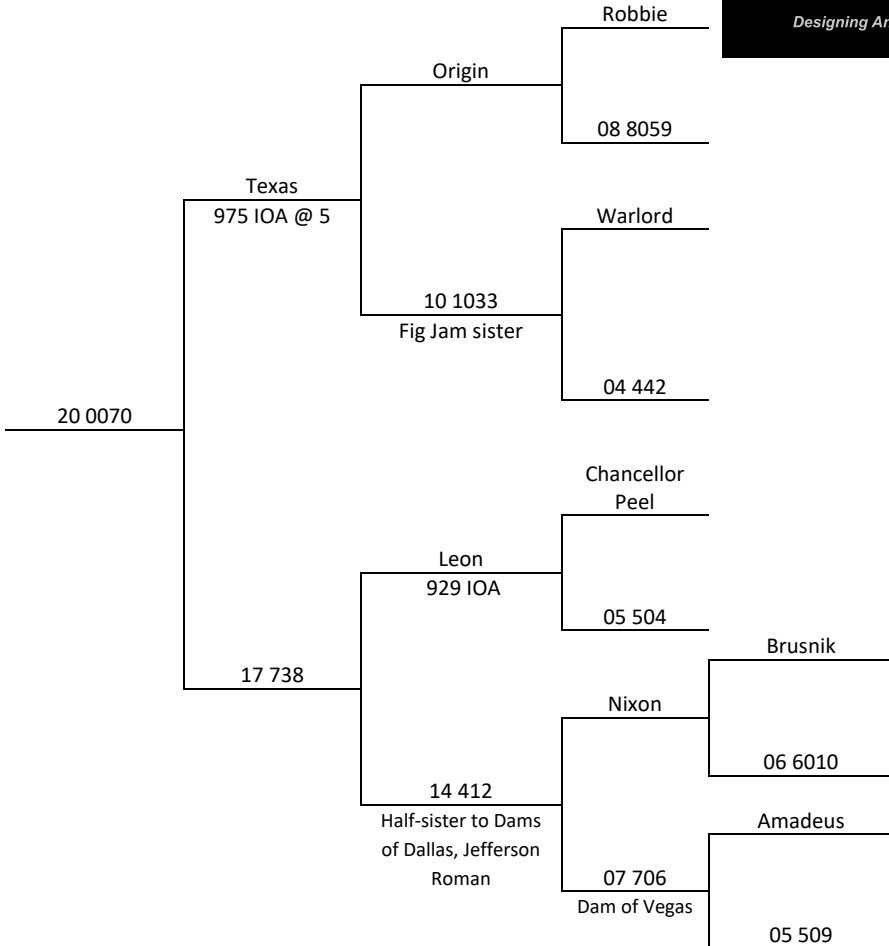 Robbie
Designing
Origin
08 8059
Texas
975 IOA @ 5
Warlord
10 1033
Fig Jam sister
04 442
20 0070
Chancellor
Peel
Leon
929 IOA
05 504
Brusnik
17 738
Nixon
06 6010
14 412
Half-sister to Dams
of Dallas, Jefferson
Roman
Amadeus
07 706
Dam of Vegas
05 509